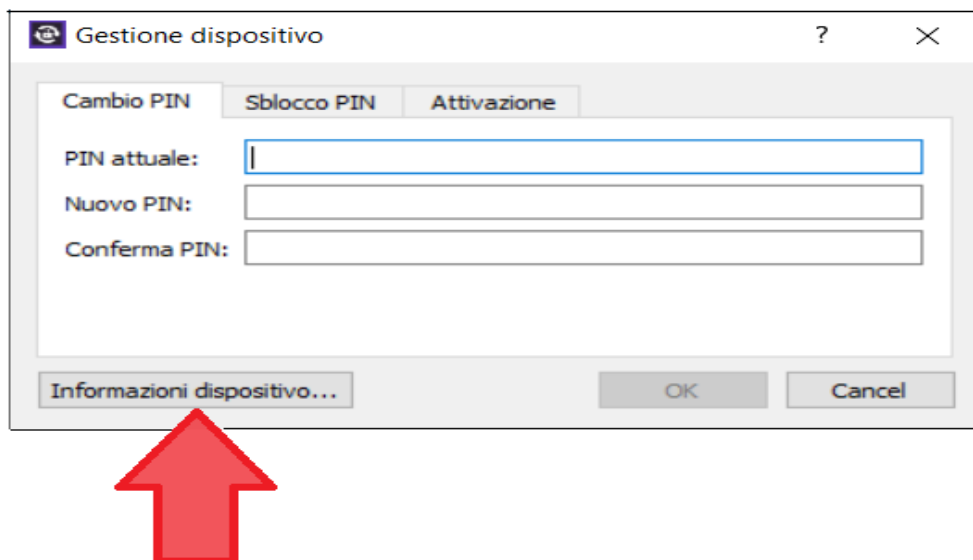 Gestione dispositivo
?
Cambio PIN Sblocco PIN Attivazione
PIN attuale:
Nuovo PIN:
Conferma PIN:
Informazioni dispositivo... OK Cancel